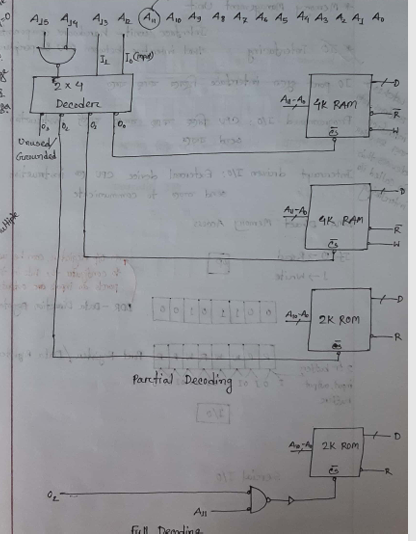 A15 A14 A13 A12 A11 A10 A9 A8 A7 A6 A5 A4 A3 A2 A1 A0
I1 I0 (input)
2 x 4
Decoder
O3 O2 O1 O0
Unused
Grounded
A11-A0
4K RAM
CS
D
R
W
A11-A0
4K RAM
CS
D
R
W
A10-A0
2K ROM
CS
D
R
Partial Decoding
A10-A0
2K ROM
CS
D
R
O2
A11
Full Decoding